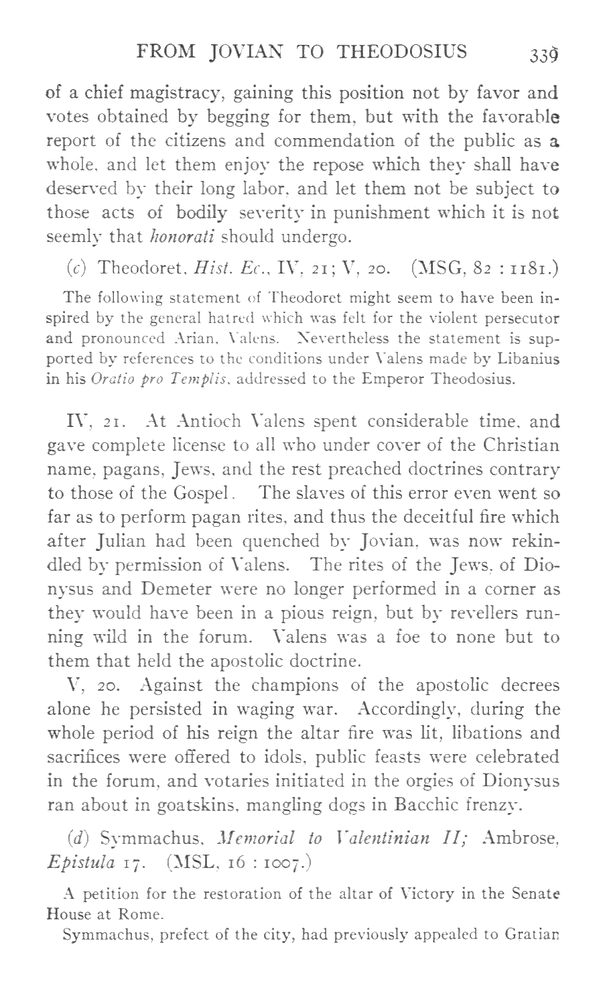 FROM JOVIAN TO THEODOSIUS 339
of a chief magistracy, gaining this position not by favor and
votes obtained by begging for them, but with the favorable
report of the citizens and commendation of the public as a
whole, and let them enjoy the repose which they shall have
deserved by their long labor, and let them not be subject to
those acts of bodily severity in punishment which it is not
seemly that honorati should undergo.
(c) Theodoret, Hist. Ec., IV, 21; V, 20. (MSG, 82 : 1181.)
The following statement of Theodoret might seem to have been in-
spired by the general hatred which was felt for the violent persecutor
and pronounced Arian, Valens. Nevertheless the statement is sup-
ported by references to the conditions under Valens made by Libanius
in his Oratio pro Templis, addressed to the Emperor Theodosius.
IV, 21. At Antioch Valens spent considerable time, and
gave complete license to all who under cover of the Christian
name, pagans, Jews, and the rest preached doctrines contrary
to those of the Gospel. The slaves of this error even went so
far as to perform pagan rites, and thus the deceitful fire which
after Julian had been quenched by Jovian, was now rekin-
dled by permission of Valens. The rites of the Jews, of Dio-
nysus and Demeter were no longer performed in a corner as
they would have been in a pious reign, but by revellers run-
ning wild in the forum. Valens was a foe to none but to
them that held the apostolic doctrine.
V, 20. Against the champions of the apostolic decrees
alone he persisted in waging war. Accordingly, during the
whole period of his reign the altar fire was lit, libations and
sacrifices were offered to idols, public feasts were celebrated
in the forum, and votaries initiated in the orgies of Dionysus
ran about in goatskins, mangling dogs in Bacchic frenzy.
(d) Symmachus, Memorial to Valentinian II; Ambrose,
Epistula 17. (MSL, 16 : 1007.)
A petition for the restoration of the altar of Victory in the Senate
House at Rome.
Symmachus, prefect of the city, had previously appealed to Gratian